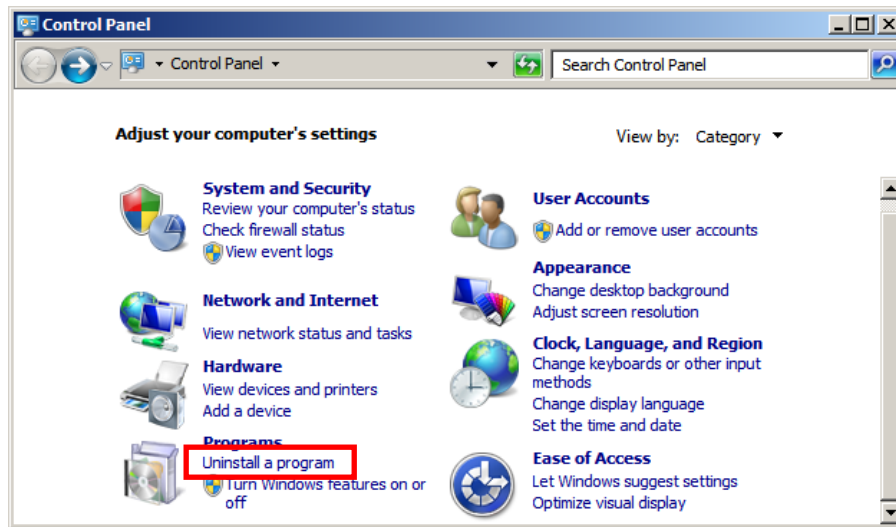 Control Panel
Control Panel
Search Control Panel
Adjust your computer's settings
View by: Category
System and Security
Review your computer's status
Check firewall status
View event logs
Network and Internet
View network status and tasks
Hardware
View devices and printers
Add a device
Programs
Uninstall a program
Turn Windows features on or
off
User Accounts
Add or remove user accounts
Appearance
Change desktop background
Adjust screen resolution
Clock, Language, and Region
Change keyboards or other input
methods
Change display language
Set the time and date
Ease of Access
Let Windows suggest settings
Optimize visual display